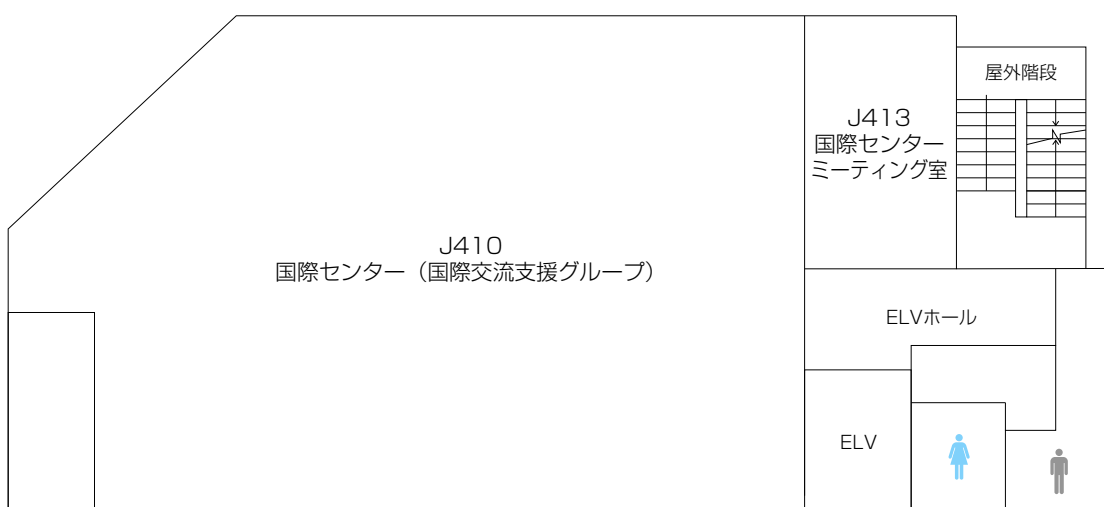 屋外階段
J413
国際センター
ミーティング室
J410
国際センター（国際交流支援グループ）
ELVホール
ELV